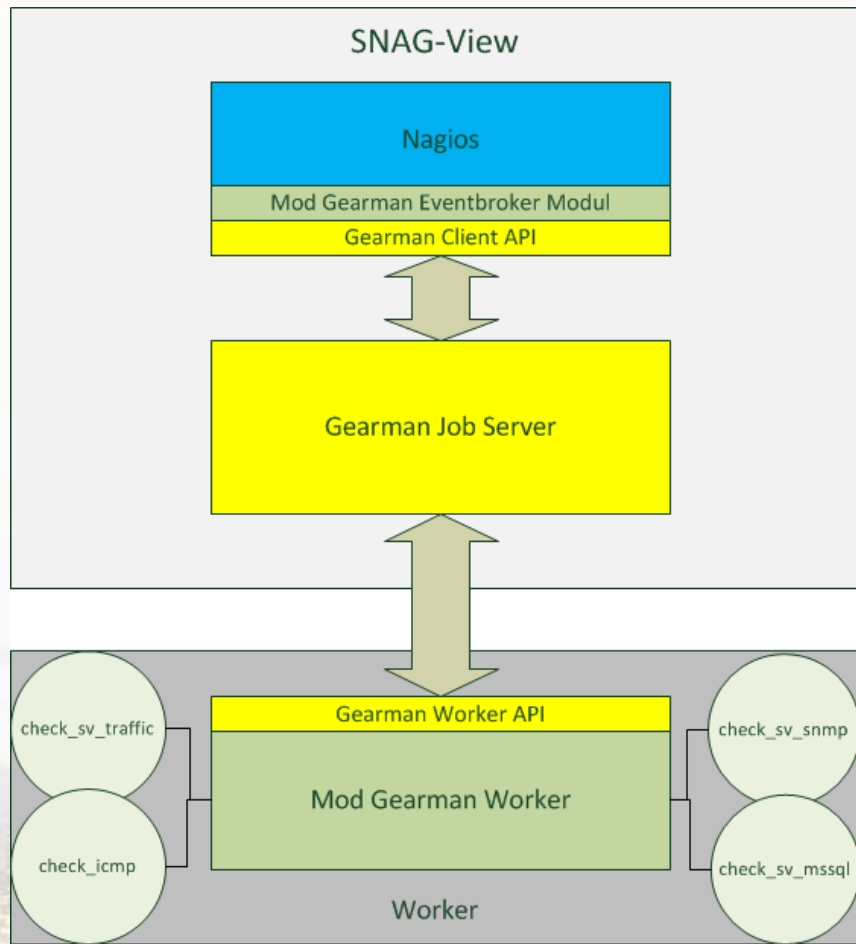 SNAG-View
Nagios
Mod Gearman Eventbroker Modul
Gearman Client API
Gearman Job Server
Gearman Worker API
Mod Gearman Worker
check_sv_traffic
check_icmp
check_sv_snmp
check_sv_mssql
Worker